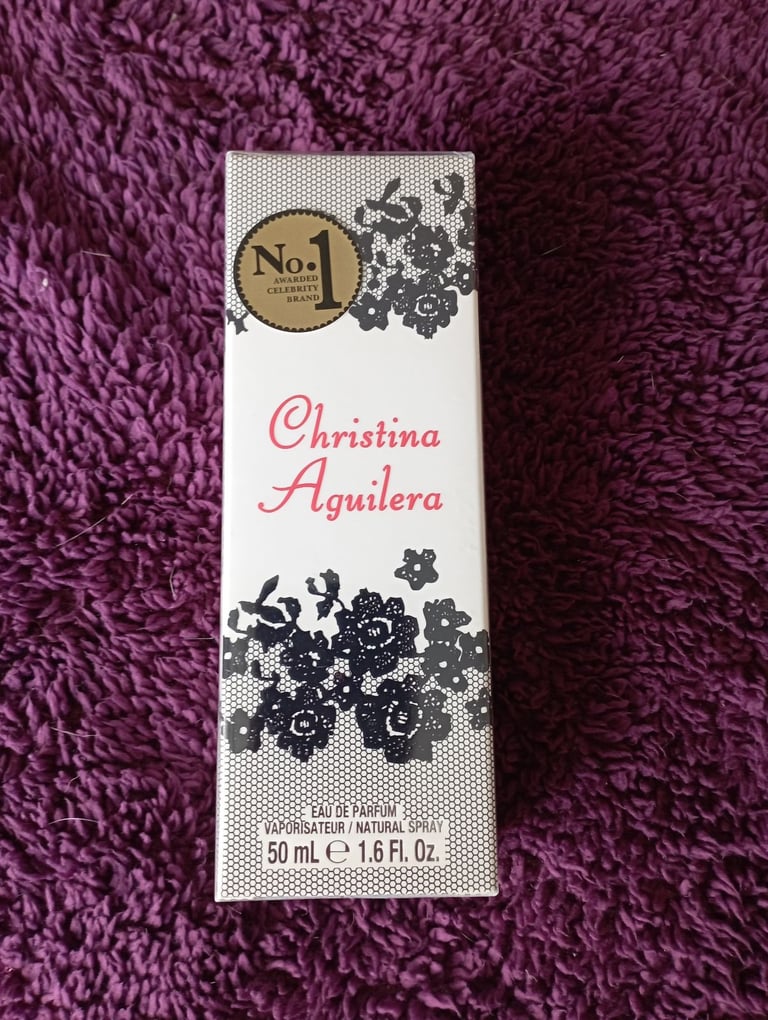 No.1
AWARDED
CELEBRITY
BRAND
Christina
Aguilera
EAU DE PARFUM
VAPORISATEUR / NATURAL SPRAY
50 mL ℮ 1.6 Fl. Oz.